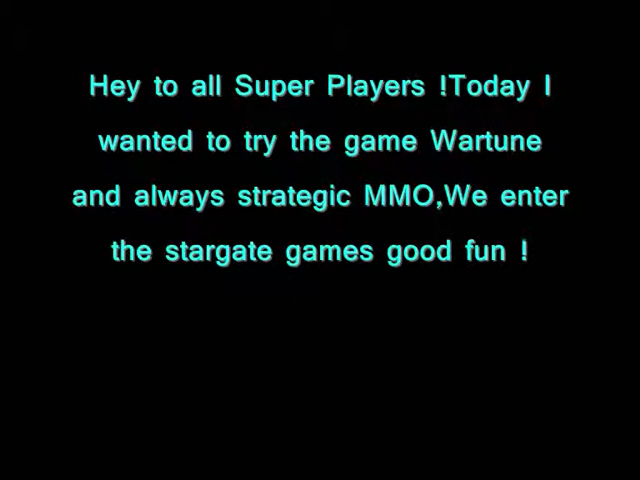 Hey to all Super Players !Today I
wanted to try the game Wartune
and always strategic MMO,We enter
the stargate games good fun !